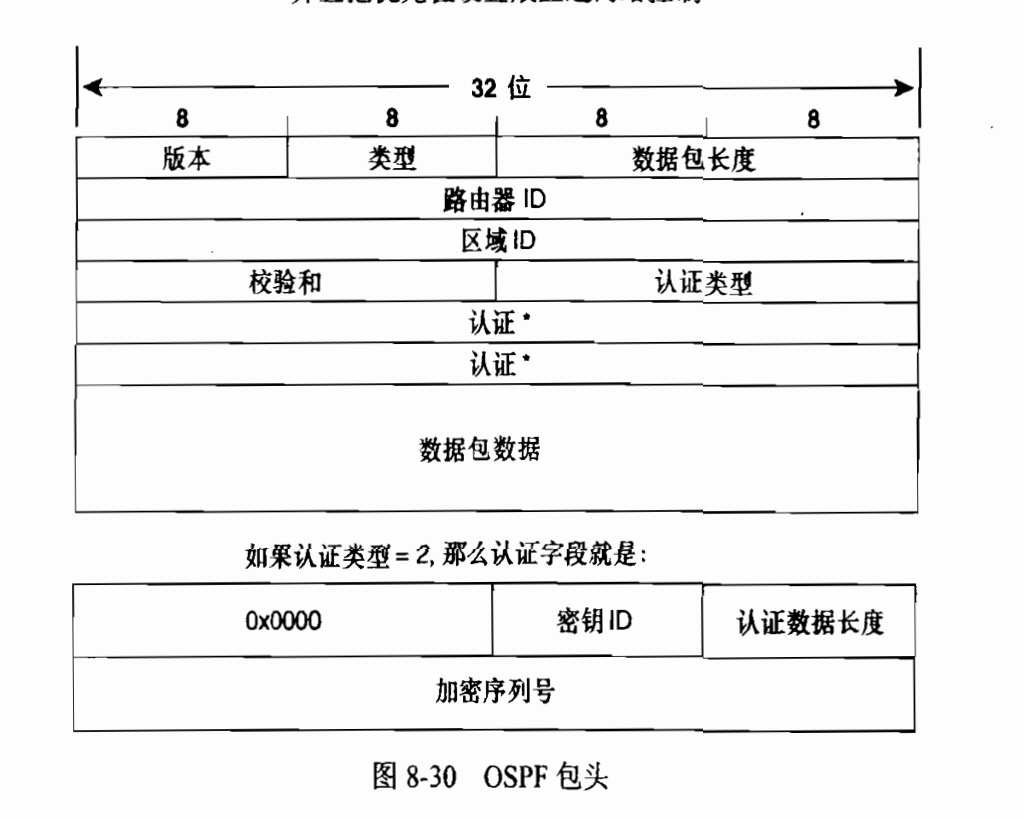 32 位
8 8 8 8
版本 类型 数据包长度
路由器 ID
区域 ID
校验和 认证类型
认证*
认证*
数据包数据
如果认证类型 = 2, 那么认证字段就是:
0x0000 密钥 ID 认证数据长度
加密序列号
图 8-30 OSPF 包头